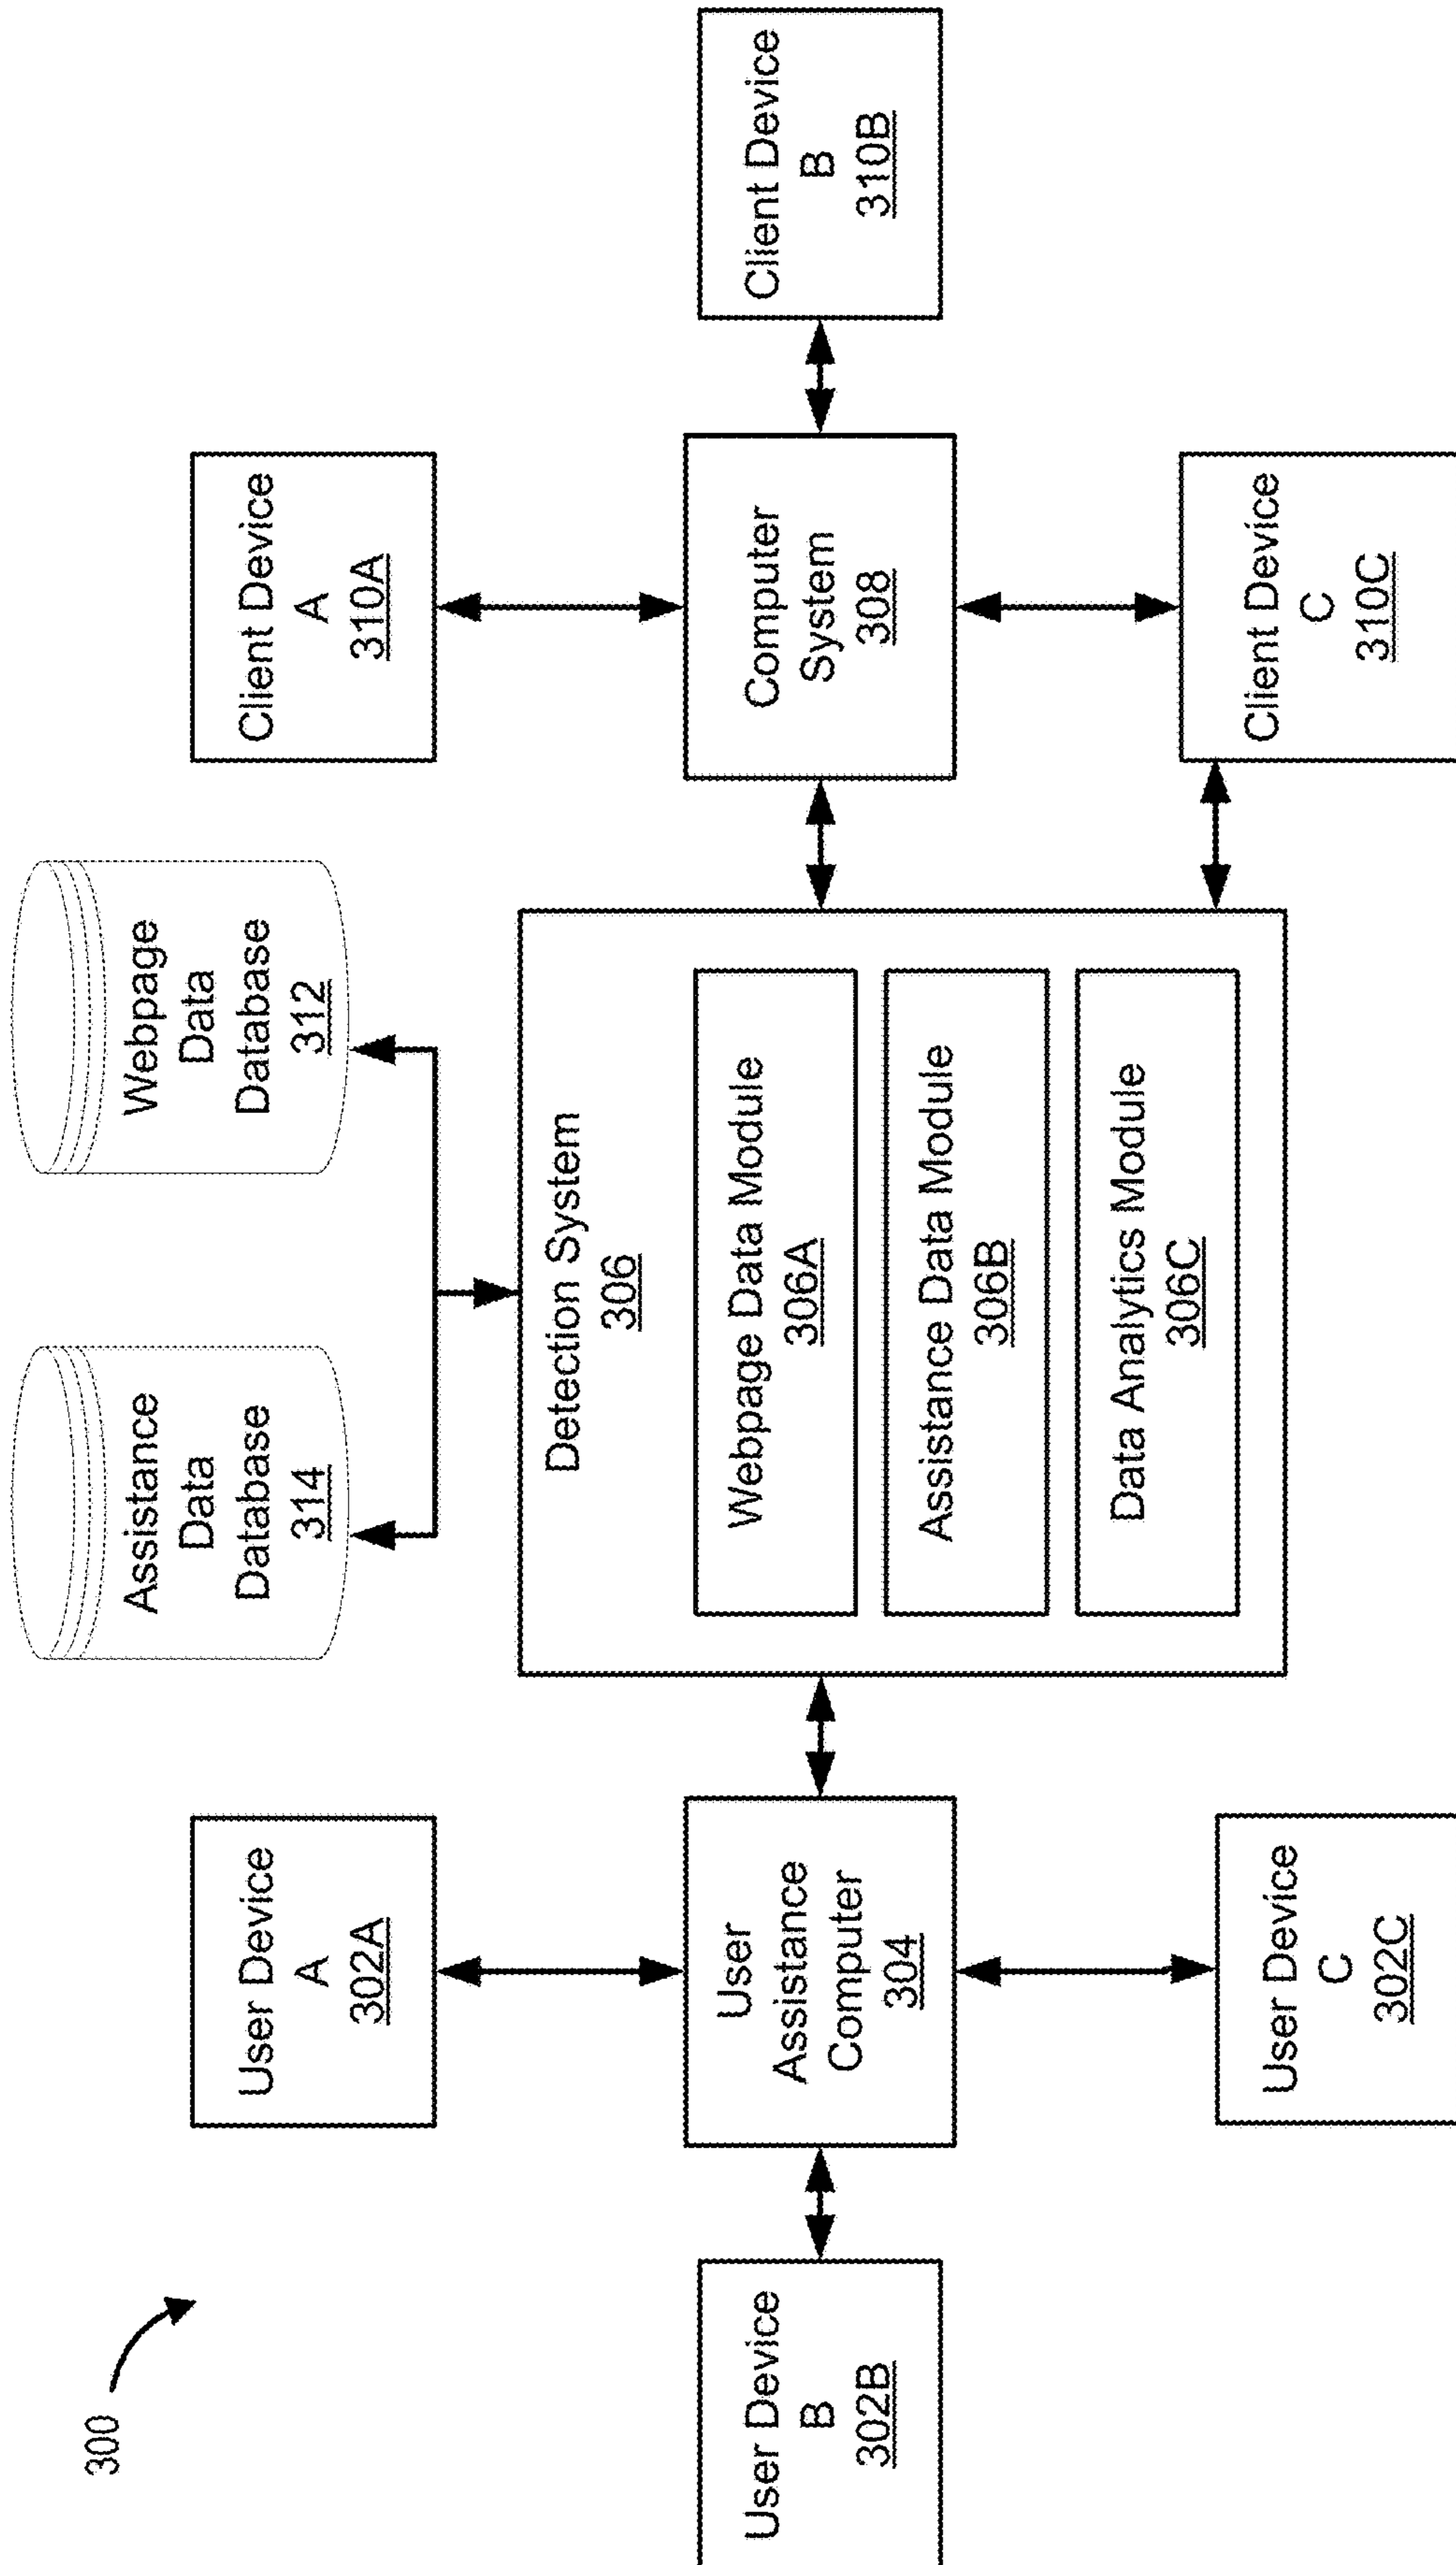 300
Assistance
Data
Database
314
Webpage
Data
Database
312
User Device
A
302A
Client Device
A
310A
User Device
B
302B
User
Assistance
Computer
304
Detection System
306
Webpage Data Module
306A
Assistance Data Module
306B
Data Analytics Module
306C
Computer
System
308
Client Device
B
310B
User Device
C
302C
Client Device
C
310C